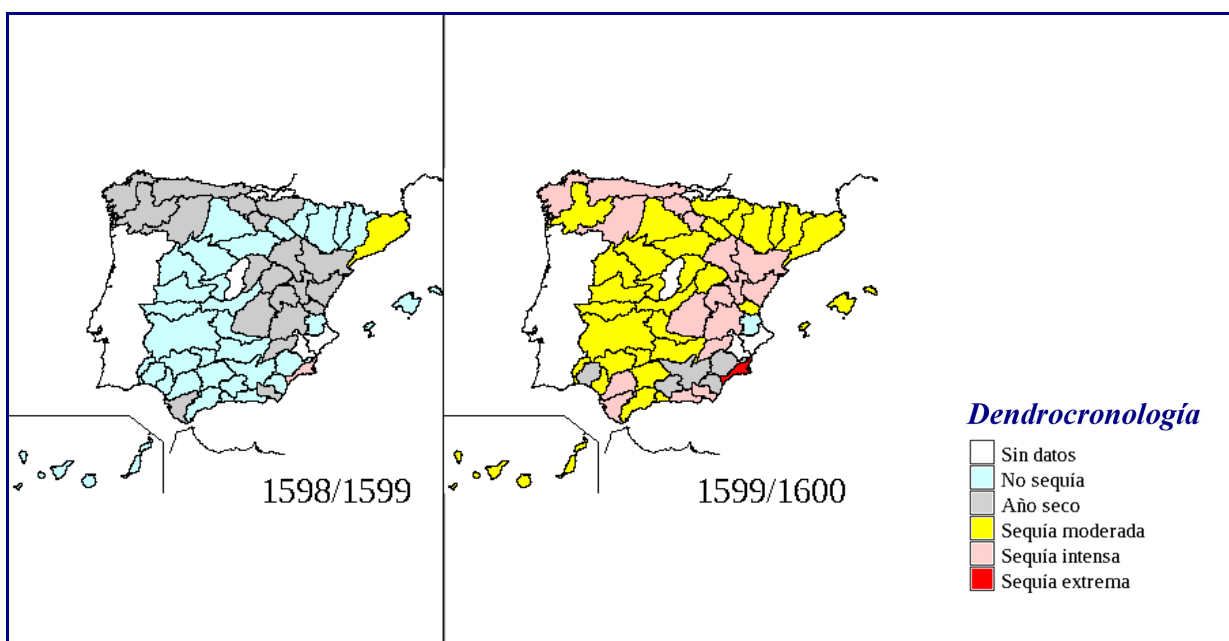 1598/1599
1599/1600
Dendrocronología
Sin datos
No sequía
Año seco
Sequía moderada
Sequía intensa
Sequía extrema